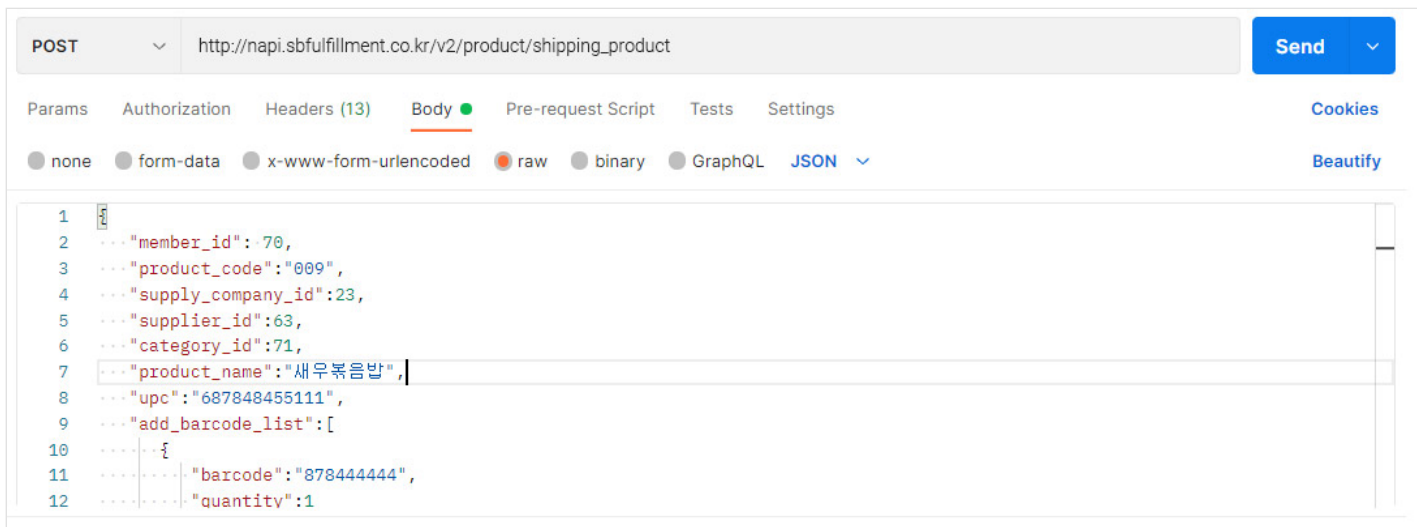 POST http://napi.sbfulfillment.co.kr/v2/product/shipping_product Send
Params Authorization Headers (13) Body Pre-request Script Tests Settings Cookies
none form-data x-www-form-urlencoded raw binary GraphQL JSON Beautify
1 {
2 "member_id": 70,
3 "product_code":"009",
4 "supply_company_id":23,
5 "supplier_id":63,
6 "category_id":71,
7 "product_name":"새우볶음밥",
8 "upc":"687848455111",
9 "add_barcode_list":[
10 {
11 "barcode":"878444444",
12 "quantity":1